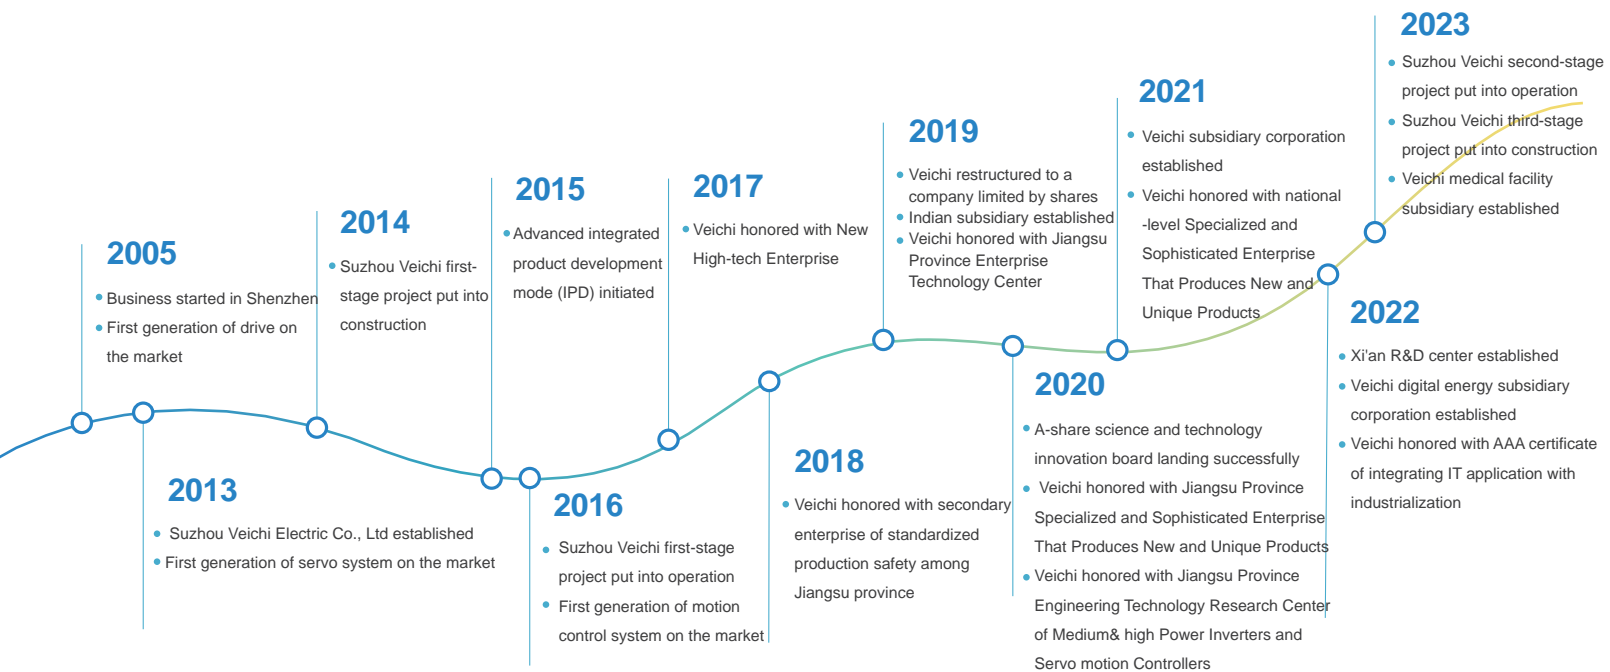 2005
Business started in Shenzhen
First generation of drive on
the market
2013
Suzhou Veichi Electric Co., Ltd established
First generation of servo system on the market
2014
Suzhou Veichi first-
stage project put into
construction
2015
Advanced integrated
product development
mode (IPD) initiated
2016
Suzhou Veichi first-stage
project put into operation
First generation of motion
control system on the market
2017
Veichi honored with New
High-tech Enterprise
2018
Veichi honored with secondary
enterprise of standardized
production safety among
Jiangsu province
2019
Veichi restructured to a
company limited by shares
Indian subsidiary established
Veichi honored with Jiangsu
Province Enterprise
Technology Center
2020
A-share science and technology
innovation board landing successfully
Veichi honored with Jiangsu Province
Specialized and Sophisticated Enterprise
That Produces New and Unique Products
Veichi honored with Jiangsu Province
Engineering Technology Research Center
of Medium& high Power Inverters and
Servo motion Controllers
2021
Veichi subsidiary corporation
established
Veichi honored with national
-level Specialized and
Sophisticated Enterprise
That Produces New and
Unique Products
2022
Xi'an R&D center established
Veichi digital energy subsidiary
corporation established
Veichi honored with AAA certificate
of integrating IT application with
industrialization
2023
Suzhou Veichi second-stage
project put into operation
Suzhou Veichi third-stage
project put into construction
Veichi medical facility
subsidiary established